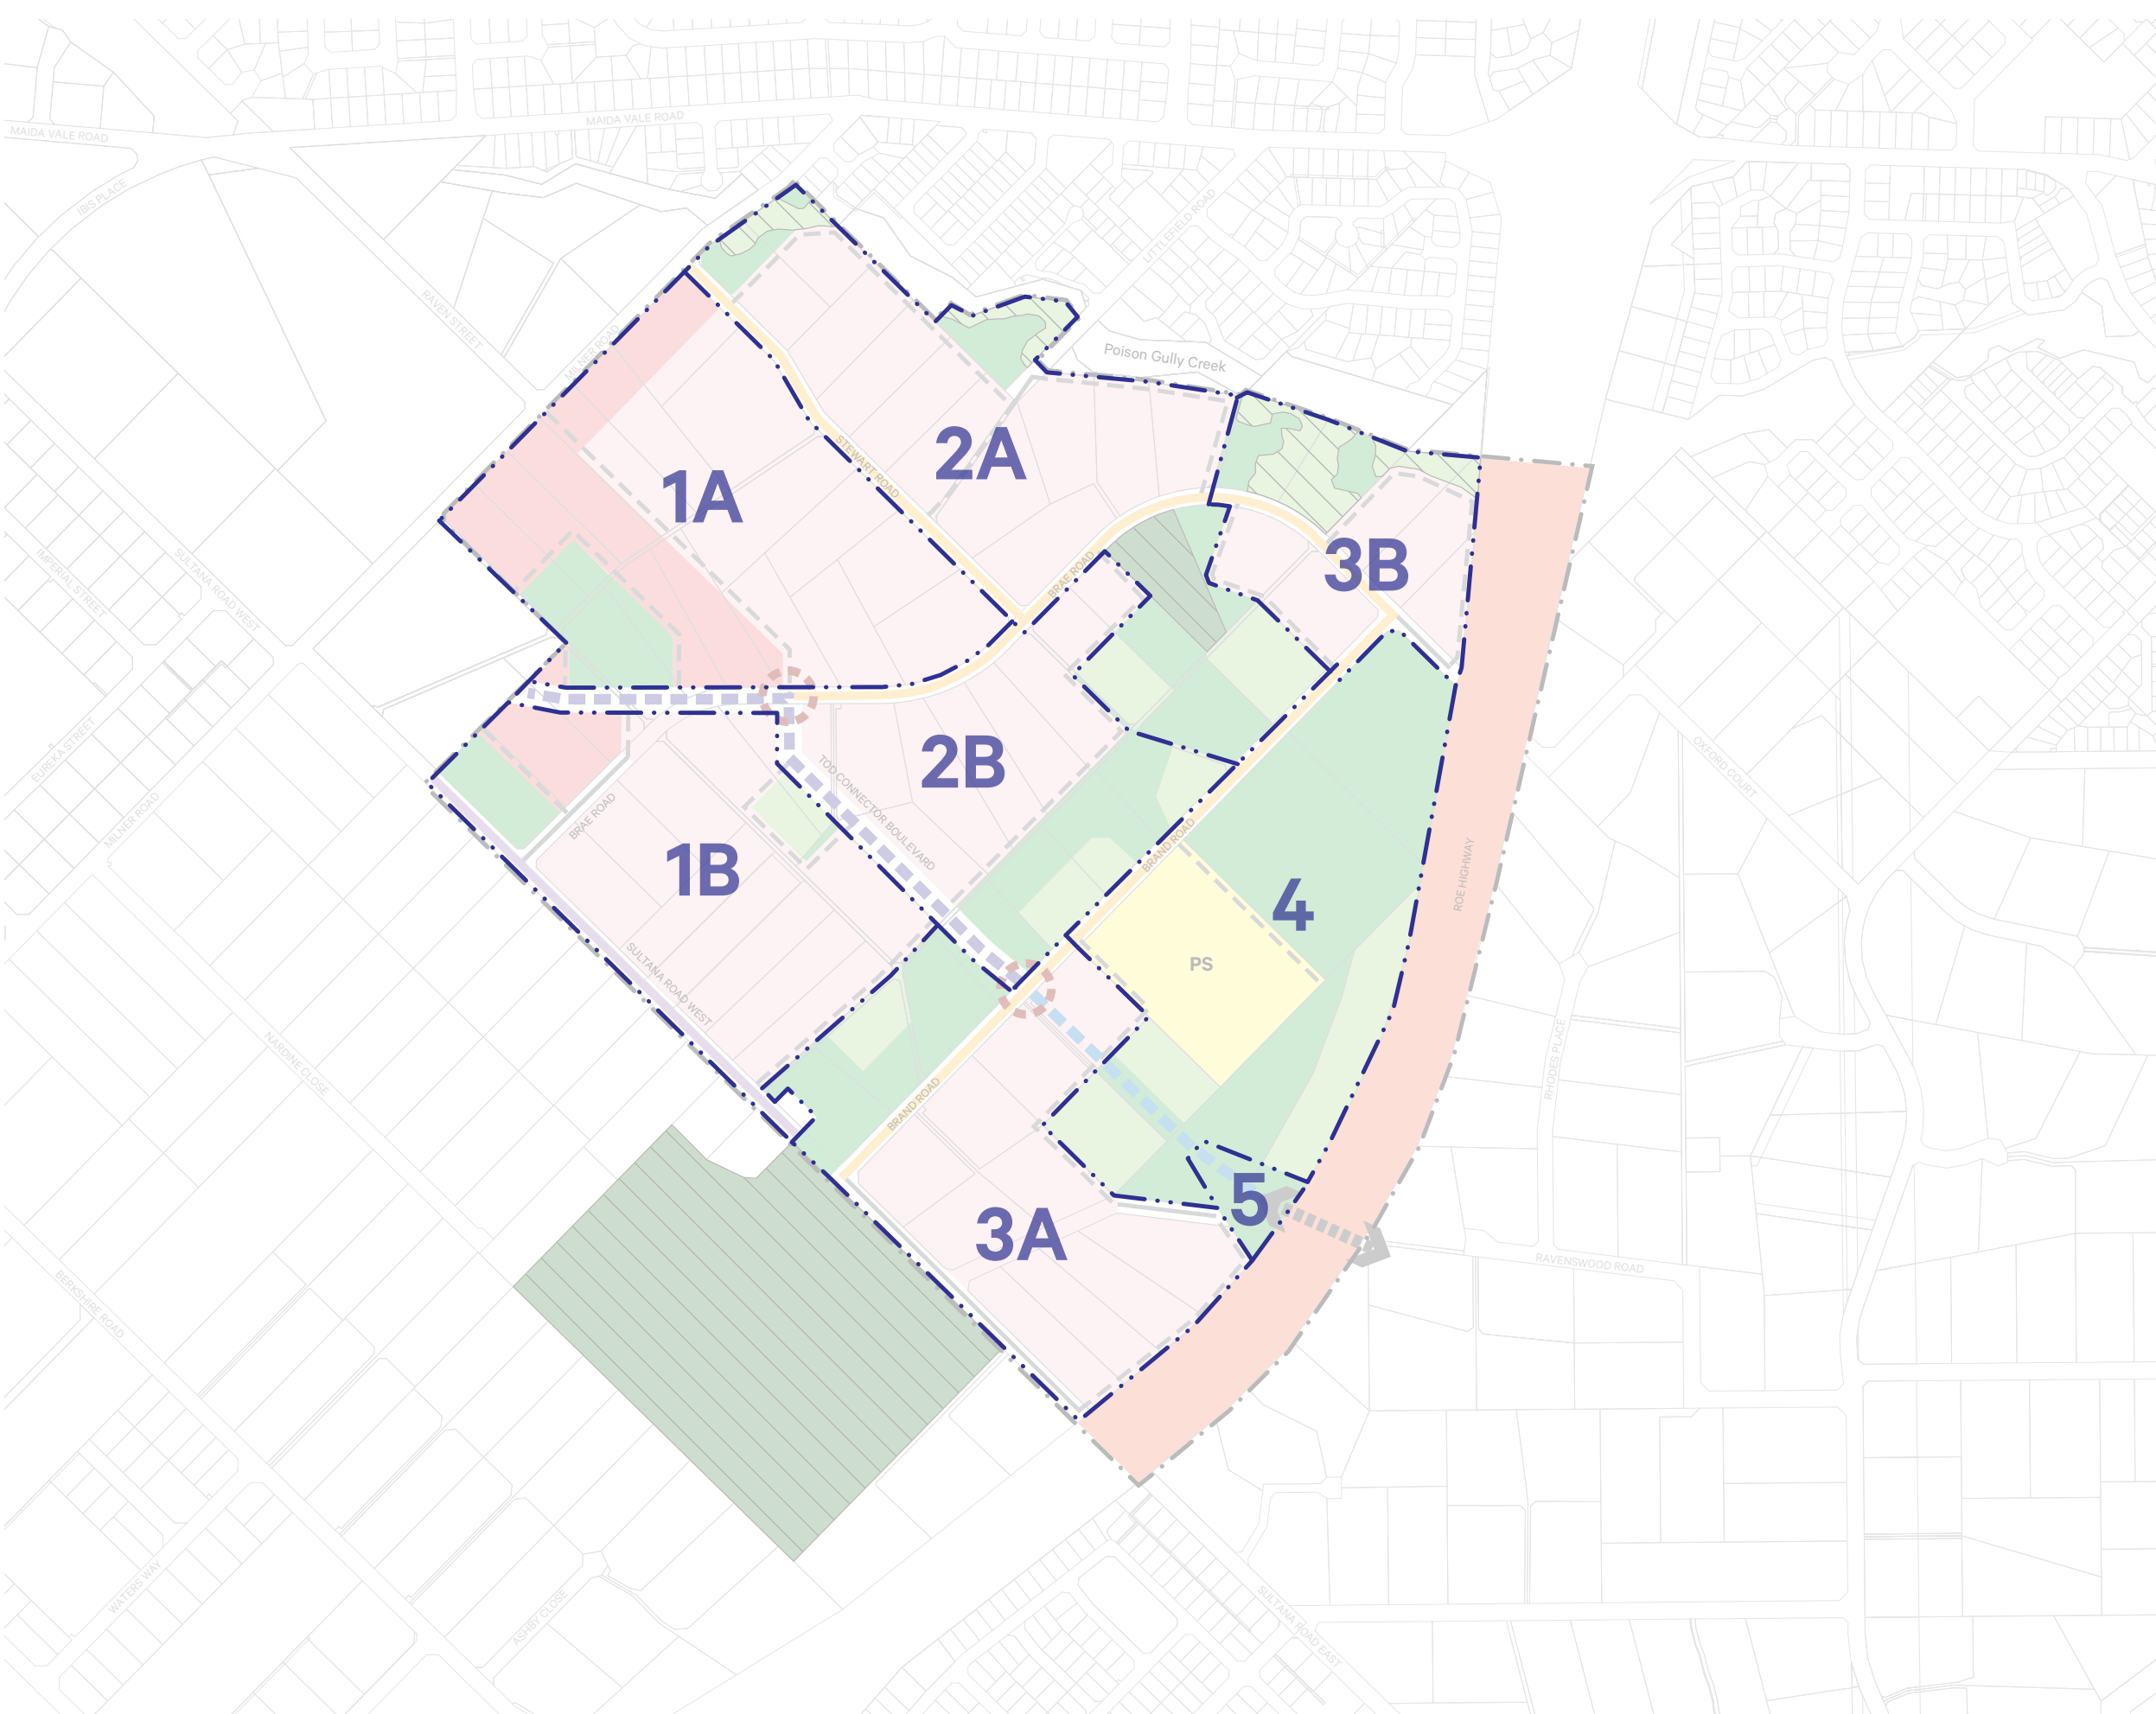 MAIDA VALE ROAD
MAIDA VALE ROAD
IBIS PLACE
LITTLEFIELD ROAD
RAVEN STREET
MILNER ROAD
Poison Gully Creek
2A
STEWART ROAD
1A
3B
BRAE ROAD
IMPERIAL STREET
SULTANA ROAD WEST
EUREKA STREET
MILNER ROAD
2B
TOD CONNECTOR BOULEVARD
OXFORD COURT
BRAE ROAD
BRAND ROAD
1B
4
ROE HIGHWAY
PS
SULTANA ROAD WEST
NARDINE CLOSE
RHODES PLACE
BRAND ROAD
5
3A
RAVENSWOOD ROAD
BERKSHIRE ROAD
WATERS WAY
ASHBY CLOSE
SULTANA ROAD EAST